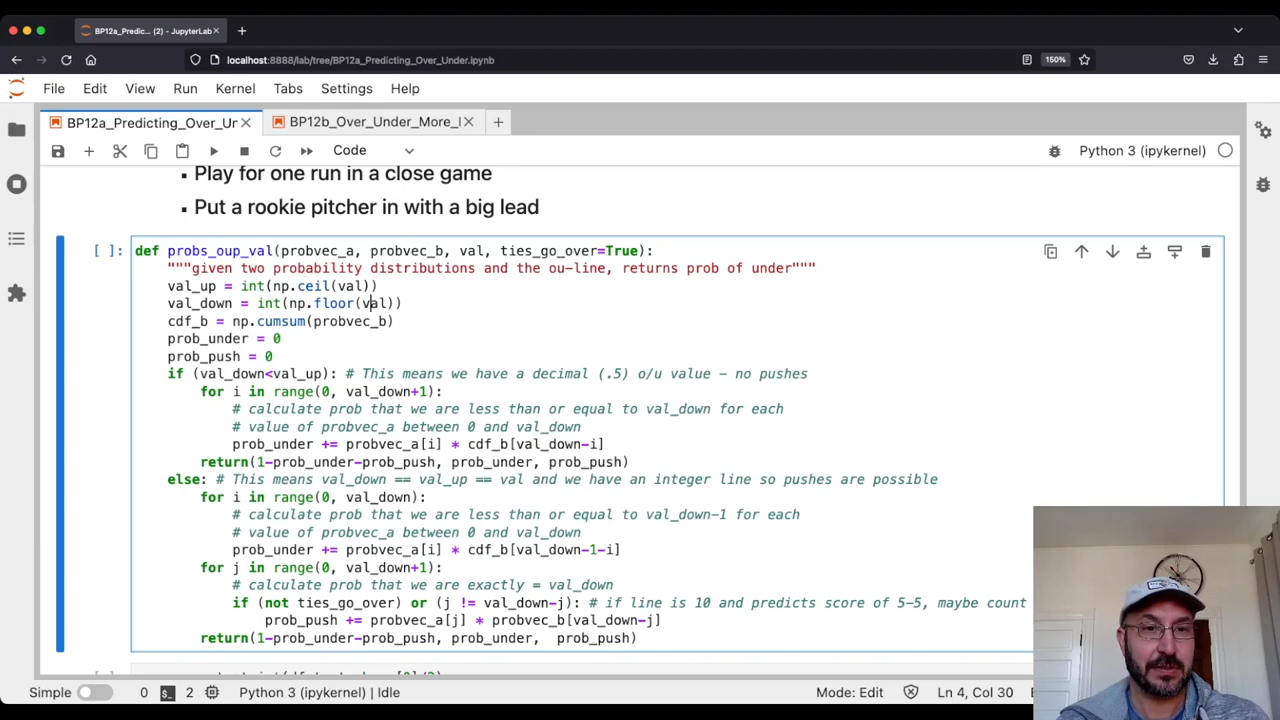 BP12a_Predic... (2) - JupyterLab
localhost:8888/lab/tree/BP12a_Predicting_Over_Under.ipynb
150%
File Edit View Run Kernel Tabs Settings Help
BP12a_Predicting_Over_Ur
BP12b_Over_Under_More_I
Code
Python 3 (ipykernel)
▪ Play for one run in a close game
▪ Put a rookie pitcher in with a big lead
[ ]: def probs_oup_val(probvec_a, probvec_b, val, ties_go_over=True):
"""given two probability distributions and the ou-line, returns prob of under"""
val_up = int(np.ceil(val))
val_down = int(np.floor(val))
cdf_b = np.cumsum(probvec_b)
prob_under = 0
prob_push = 0
if (val_down<val_up): # This means we have a decimal (.5) o/u value - no pushes
for i in range(0, val_down+1):
# calculate prob that we are less than or equal to val_down for each
# value of probvec_a between 0 and val_down
prob_under += probvec_a[i] * cdf_b[val_down-i]
return(1-prob_under-prob_push, prob_under, prob_push)
else: # This means val_down == val_up == val and we have an integer line so pushes are possible
for i in range(0, val_down):
# calculate prob that we are less than or equal to val_down-1 for each
# value of probvec_a between 0 and val_down
prob_under += probvec_a[i] * cdf_b[val_down-1-i]
for j in range(0, val_down+1):
# calculate prob that we are exactly = val_down
if (not ties_go_over) or (j != val_down-j): # if line is 10 and predicts score of 5-5, maybe count
prob_push += probvec_a[j] * probvec_b[val_down-j]
return(1-prob_under-prob_push, prob_under, prob_push)
Simple 0 2 Python 3 (ipykernel) | Idle
Mode: Edit Ln 4, Col 30